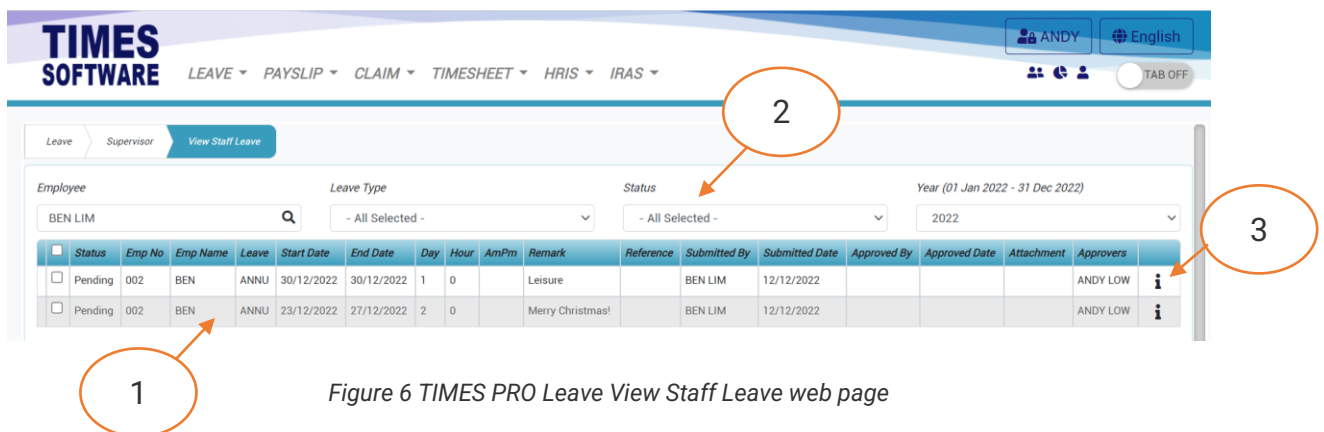 TIMES
SOFTWARE
LEAVE PAYSLIP CLAIM TIMESHEET HRIS IRAS
ANDY English
TAB OFF
2
Leave Supervisor View Staff Leave
Employee Leave Type Status Year (01 Jan 2022 - 31 Dec 2022)
BEN LIM - All Selected - - All Selected - 2022
3
Status Emp No Emp Name Leave Start Date End Date Day Hour AmPm Remark Reference Submitted By Submitted Date Approved By Approved Date Attachment Approvers
Pending 002 BEN ANNU 30/12/2022 30/12/2022 1 0 Leisure BEN LIM 12/12/2022 ANDY LOW i
Pending 002 BEN ANNU 23/12/2022 27/12/2022 2 0 Merry Christmas! BEN LIM 12/12/2022 ANDY LOW i
1
Figure 6 TIMES PRO Leave View Staff Leave web page